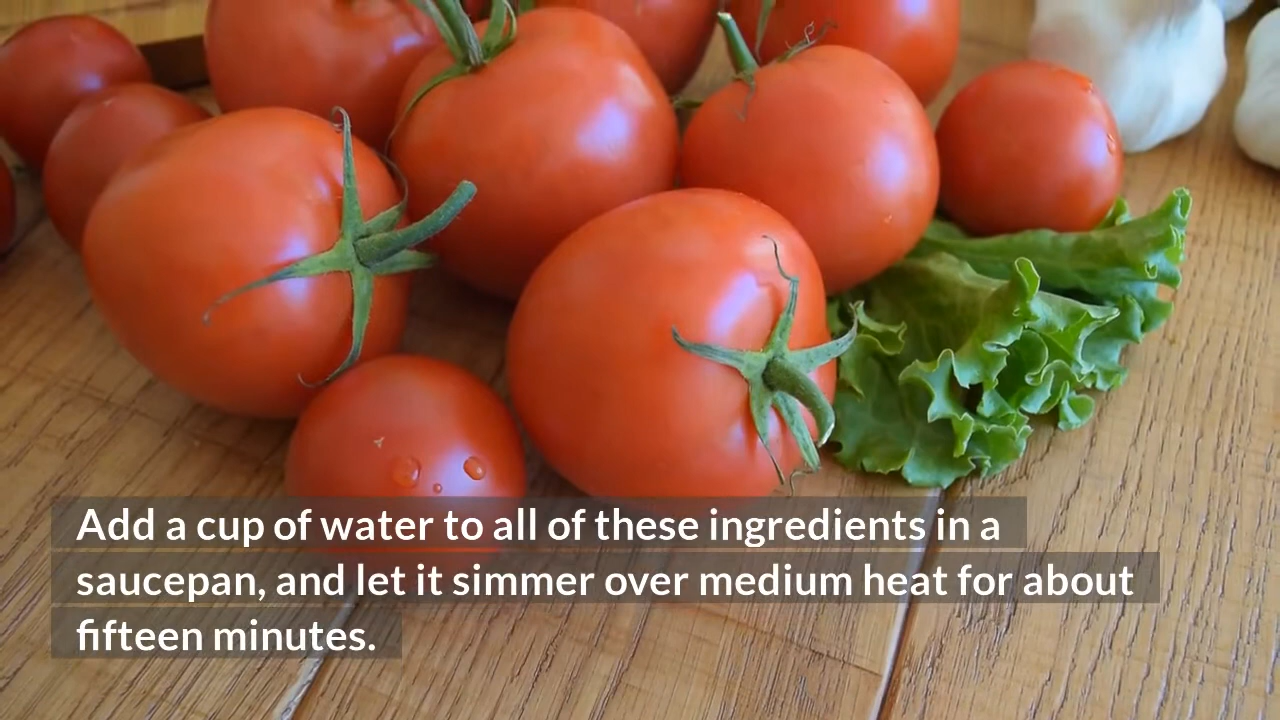 Add a cup of water to all of these ingredients in a
saucepan, and let it simmer over medium heat for about
fifteen minutes.